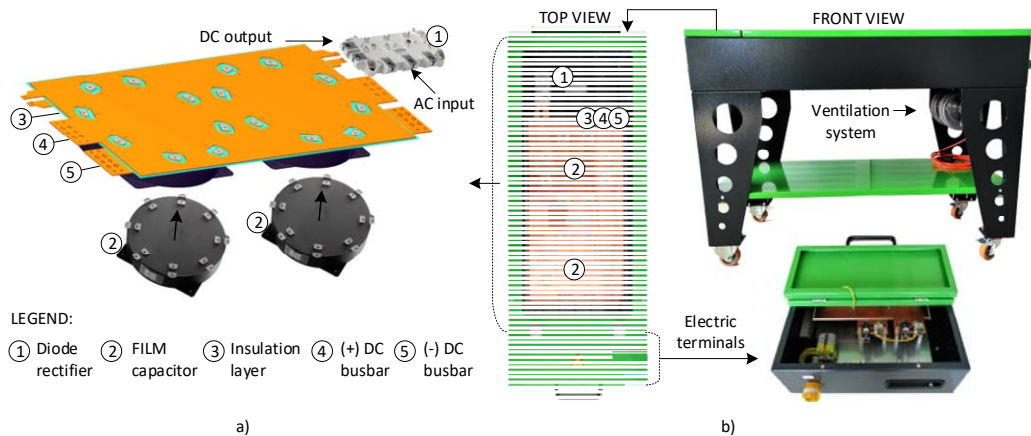 TOP VIEW
FRONT VIEW
DC output
1
AC input
3
4
5
2
2
1
3 4 5
2
2
Ventilation
system
Electric
terminals
LEGEND:
1 Diode
rectifier
2 FILM
capacitor
3 Insulation
layer
4 (+) DC
busbar
5 (-) DC
busbar
a)
b)